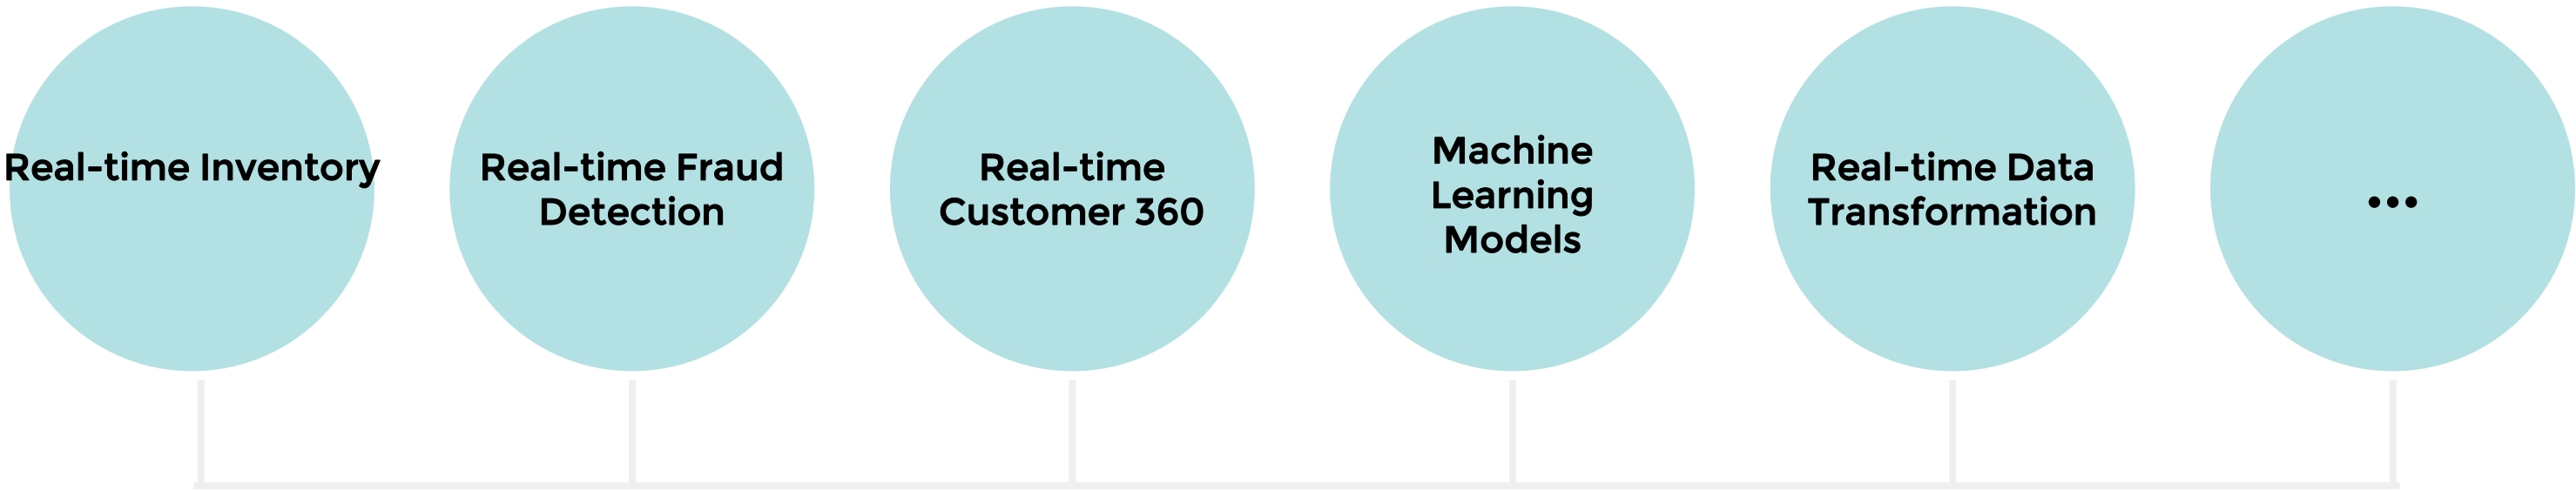 Real-time Inventory
Real-time Fraud
Detection
Real-time
Customer 360
Machine
Learning
Models
Real-time Data
Transformation
...